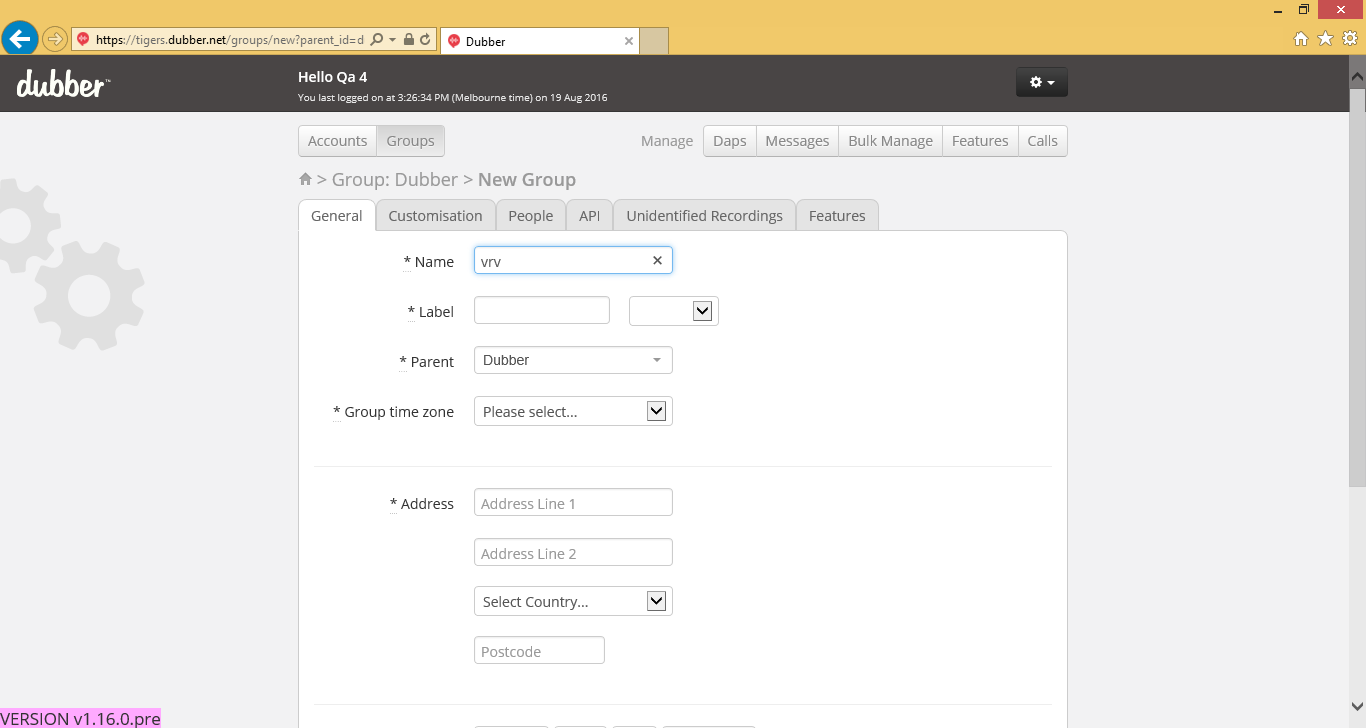 https://tigers.dubber.net/groups/new?parent_id=d
Dubber
dubber™
Hello Qa 4
You last logged on at 3:26:34 PM (Melbourne time) on 19 Aug 2016
Accounts Groups Manage Daps Messages Bulk Manage Features Calls
> Group: Dubber > New Group
General Customisation People API Unidentified Recordings Features
* Name vrv
* Label
* Parent Dubber
* Group time zone Please select...
* Address Address Line 1
Address Line 2
Select Country...
Postcode
VERSION v1.16.0.pre